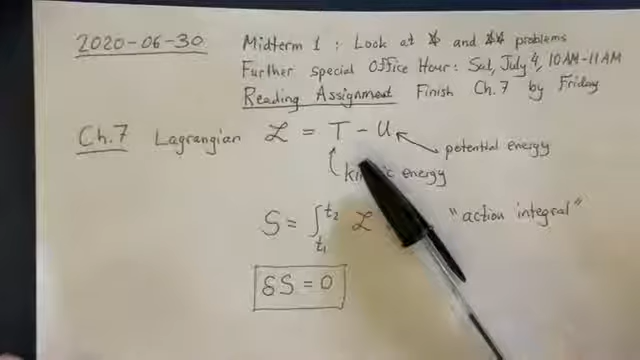 2020-06-30 Midterm 1: Look at ★ and ★★ problems
Further special Office Hour: Sat, July 4, 10AM-11AM
Reading Assignment Finish Ch.7 by Friday
Ch.7 Lagrangian ℒ = T - U
potential energy
energy
S = ∫_{t₁}^{t₂} ℒ "action integral"
δS = 0